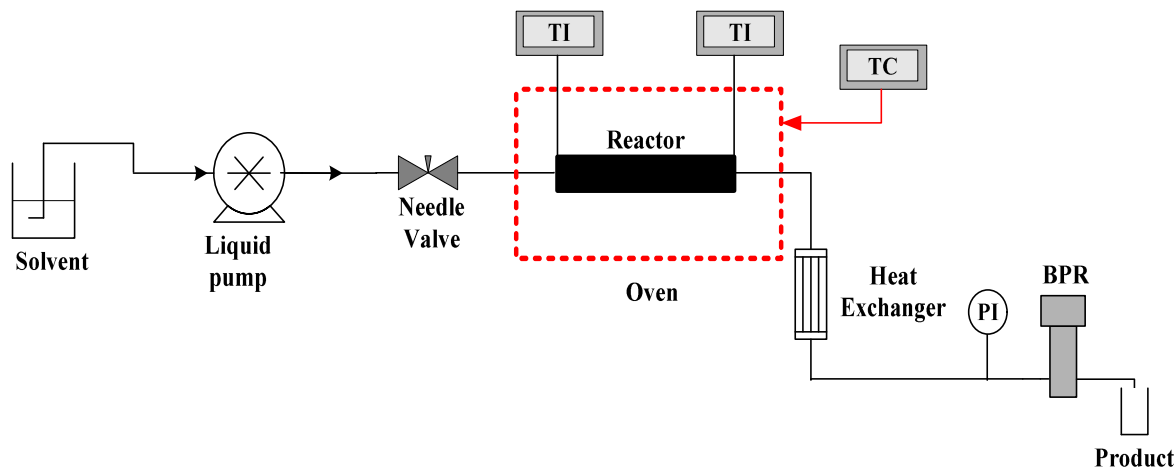 TI
TI
TC
Reactor
Needle
Valve
Solvent
Liquid
pump
Oven
Heat
Exchanger
PI
BPR
Product